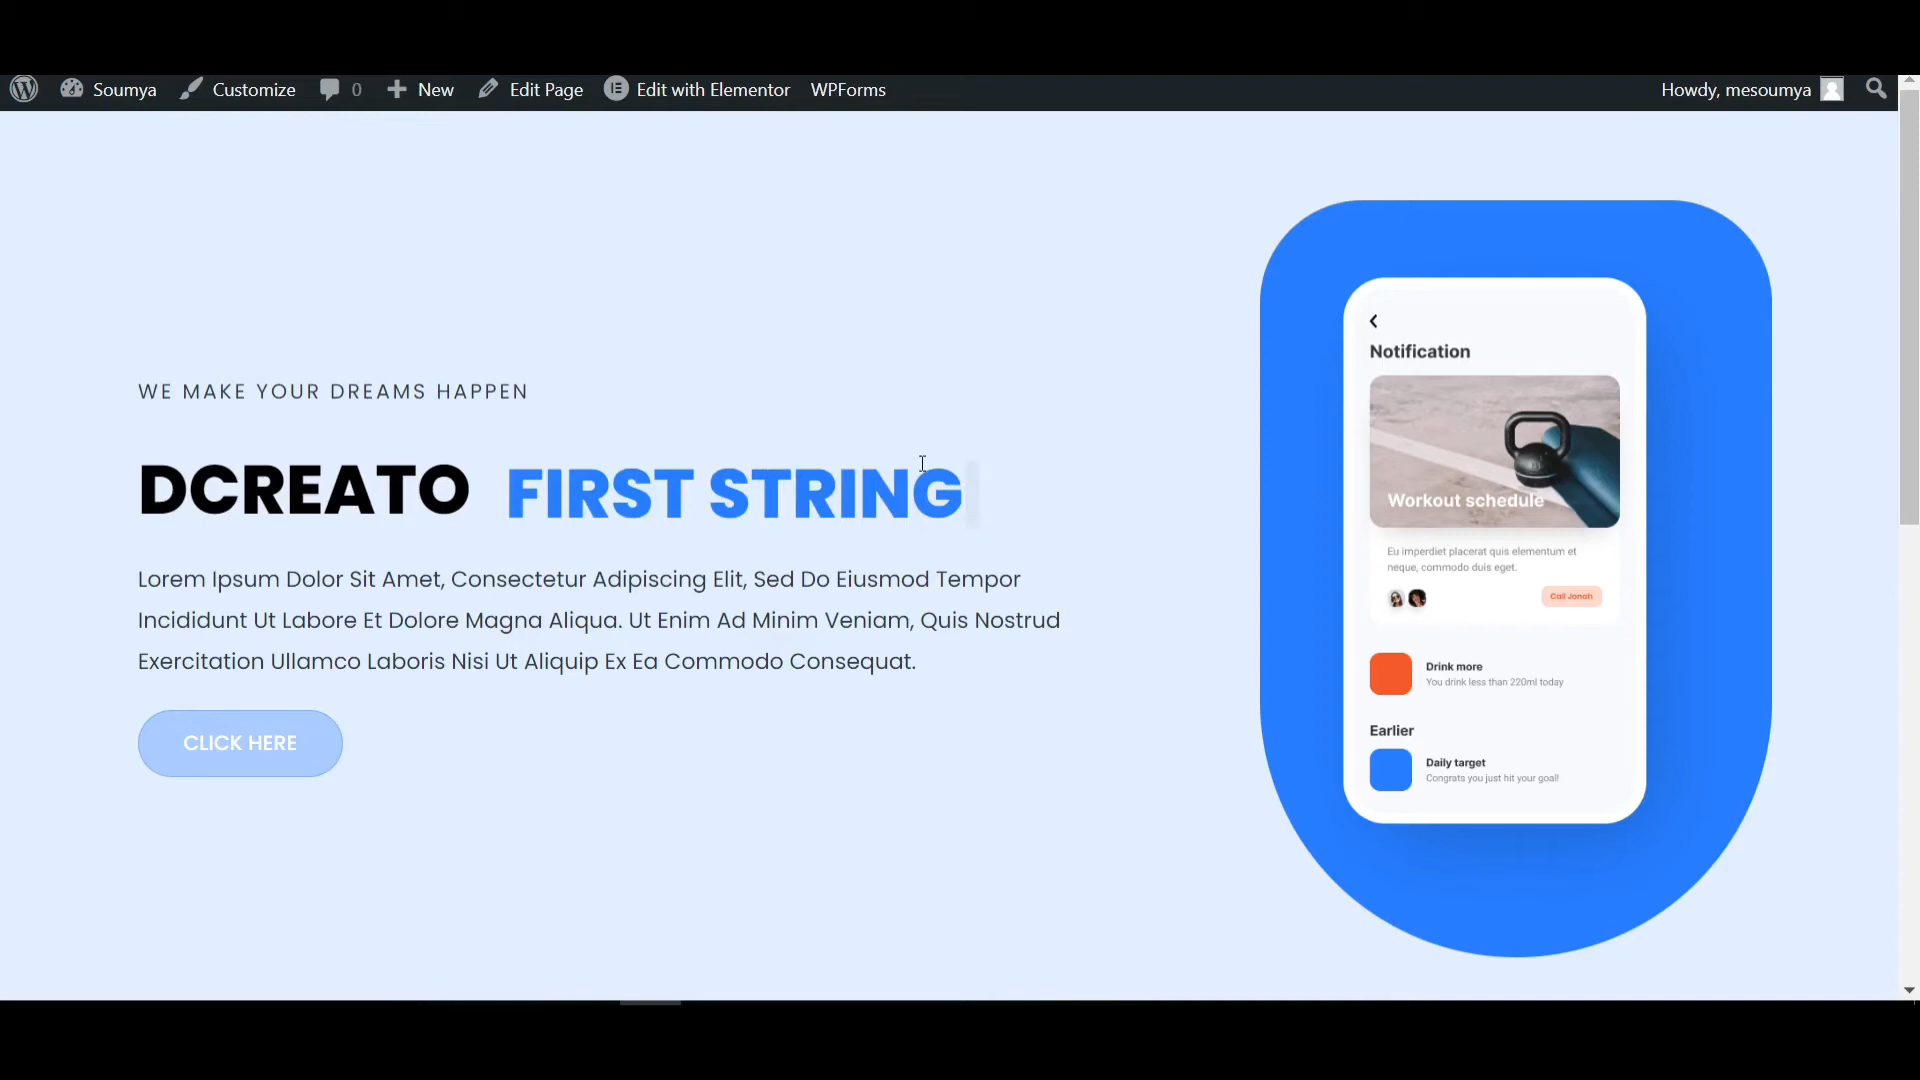 Soumya Customize 0 New Edit Page Edit with Elementor WPForms Howdy, mesoumya
WE MAKE YOUR DREAMS HAPPEN
DCREATO FIRST STRING
Lorem Ipsum Dolor Sit Amet, Consectetur Adipiscing Elit, Sed Do Eiusmod Tempor
Incididunt Ut Labore Et Dolore Magna Aliqua. Ut Enim Ad Minim Veniam, Quis Nostrud
Exercitation Ullamco Laboris Nisi Ut Aliquip Ex Ea Commodo Consequat.
CLICK HERE
Notification
Workout schedule
Eu imperdiet placerat quis elementum et
neque, commodo duis eget.
Call Jonah
Drink more
You drink less than 220ml today
Earlier
Daily target
Congrats you just hit your goal!